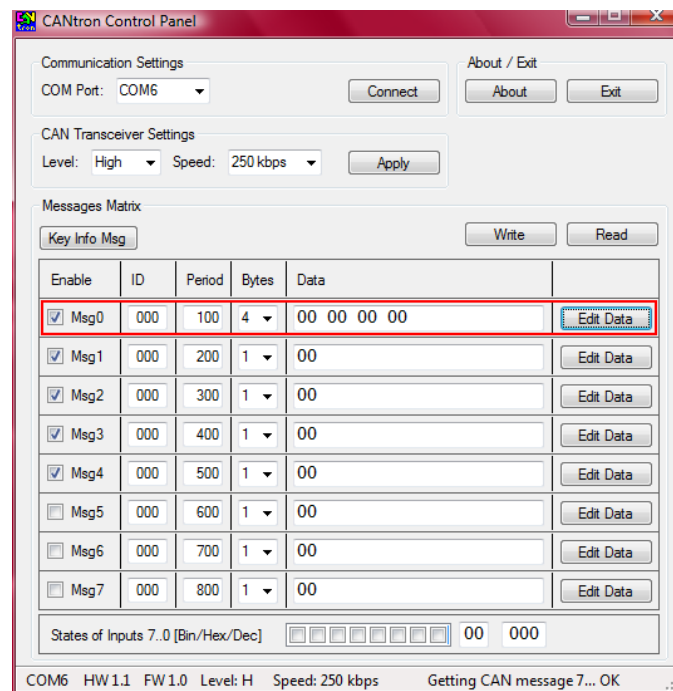 CANtron Control Panel
Communication Settings
About / Exit
COM Port: COM6 Connect About Exit
CAN Transceiver Settings
Level: High Speed: 250 kbps Apply
Messages Matrix
Key Info Msg Write Read
Enable ID Period Bytes Data
Msg0 000 100 4 00 00 00 00 Edit Data
Msg1 000 200 1 00 Edit Data
Msg2 000 300 1 00 Edit Data
Msg3 000 400 1 00 Edit Data
Msg4 000 500 1 00 Edit Data
Msg5 000 600 1 00 Edit Data
Msg6 000 700 1 00 Edit Data
Msg7 000 800 1 00 Edit Data
States of Inputs 7..0 [Bin/Hex/Dec] 00 000
COM6 HW 1.1 FW 1.0 Level: H Speed: 250 kbps Getting CAN message 7... OK